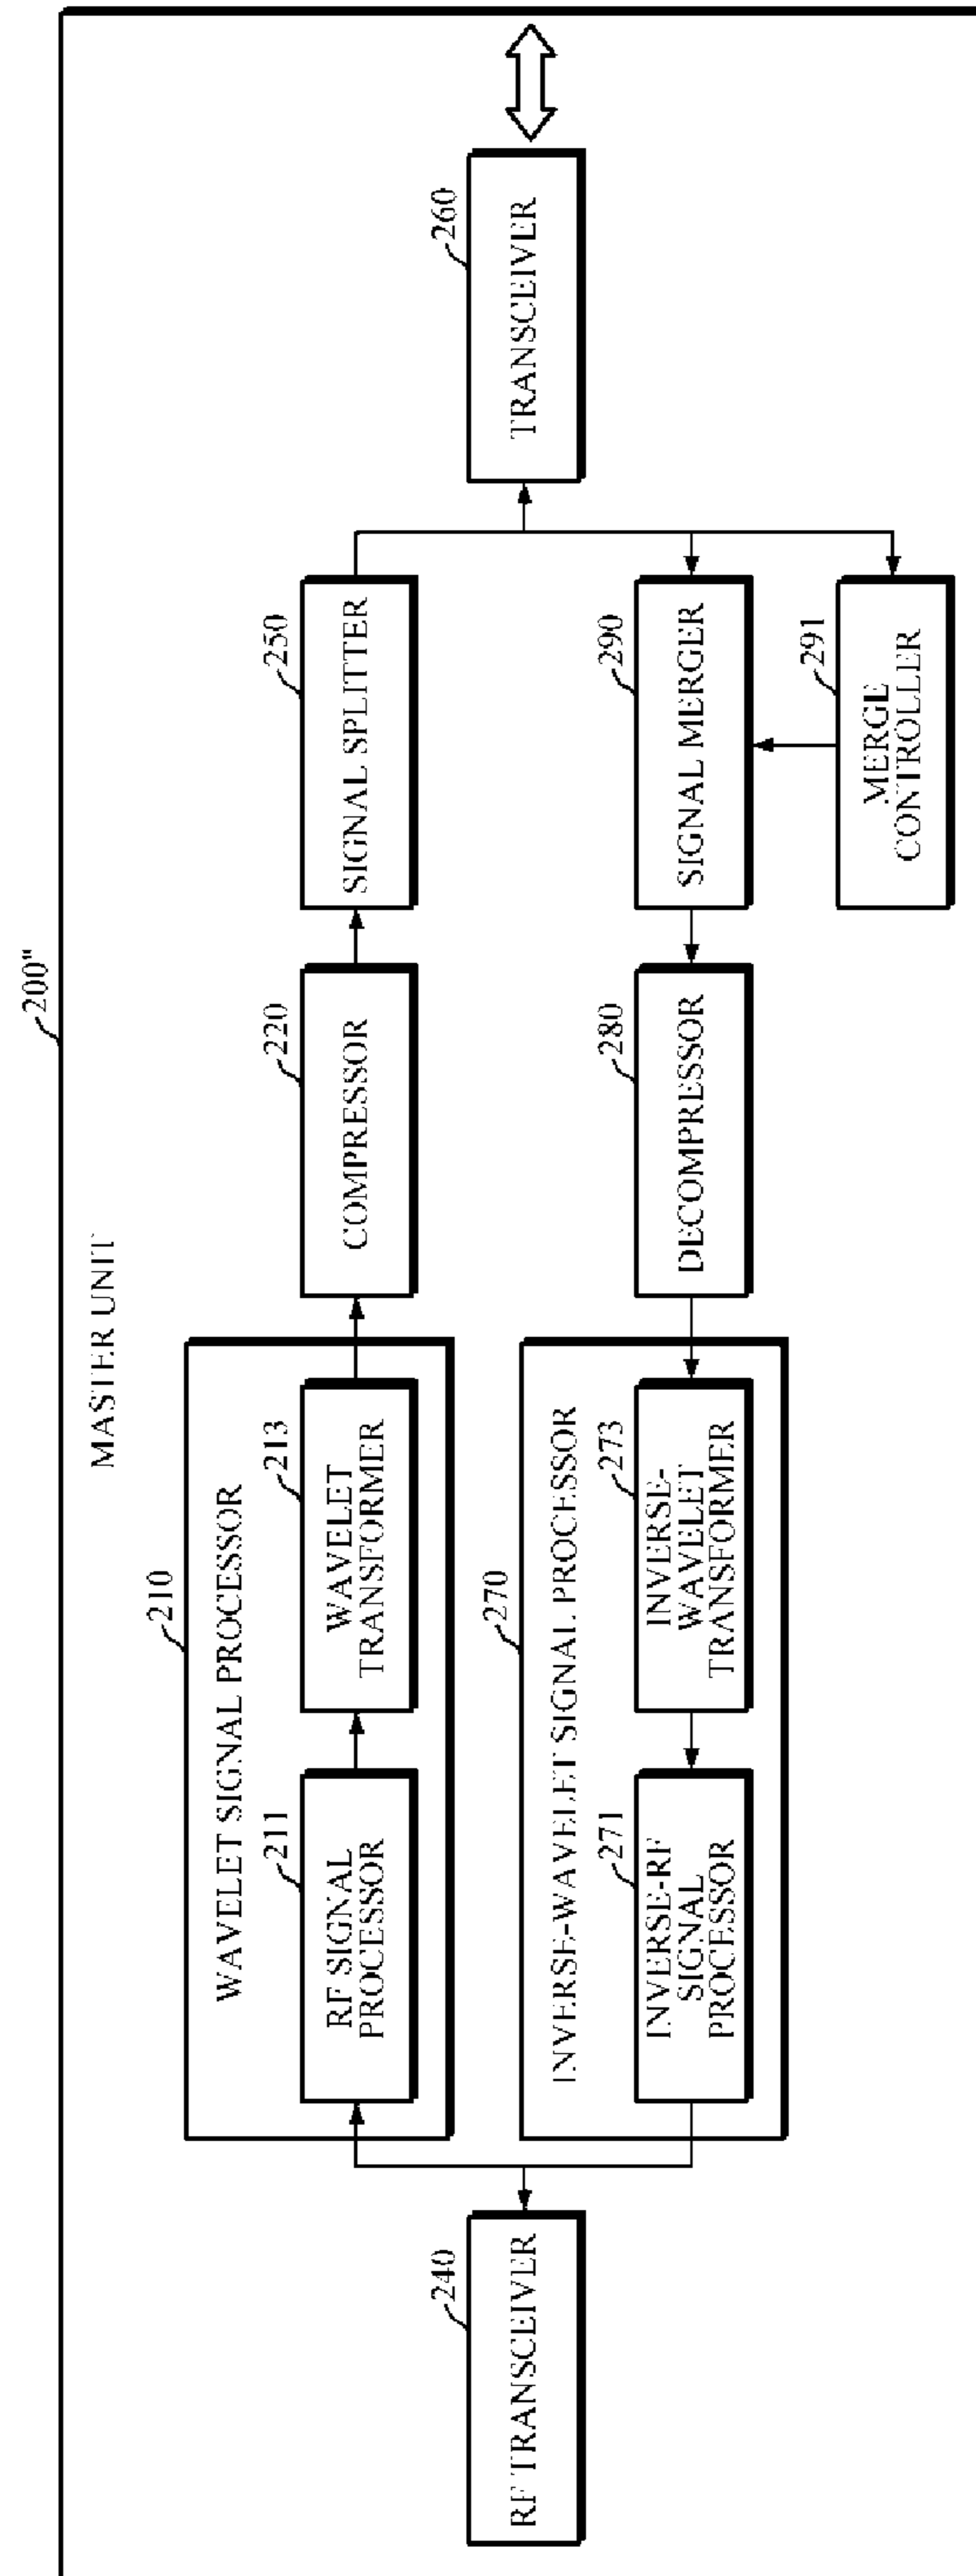 200"
MASTER UNIT
210
WAVELET SIGNAL PROCESSOR
211
RF SIGNAL
PROCESSOR
213
WAVELET
TRANSFORMER
220
COMPRESSOR
250
SIGNAL SPLITTER
240
RF TRANSCEIVER
260
TRANSCEIVER
270
INVERSE-WAVELET SIGNAL PROCESSOR
271
INVERSE-RF
SIGNAL
PROCESSOR
273
INVERSE-
WAVELET
TRANSFORMER
280
DECOMPRESSOR
290
SIGNAL MERGER
291
MERGE
CONTROLLER